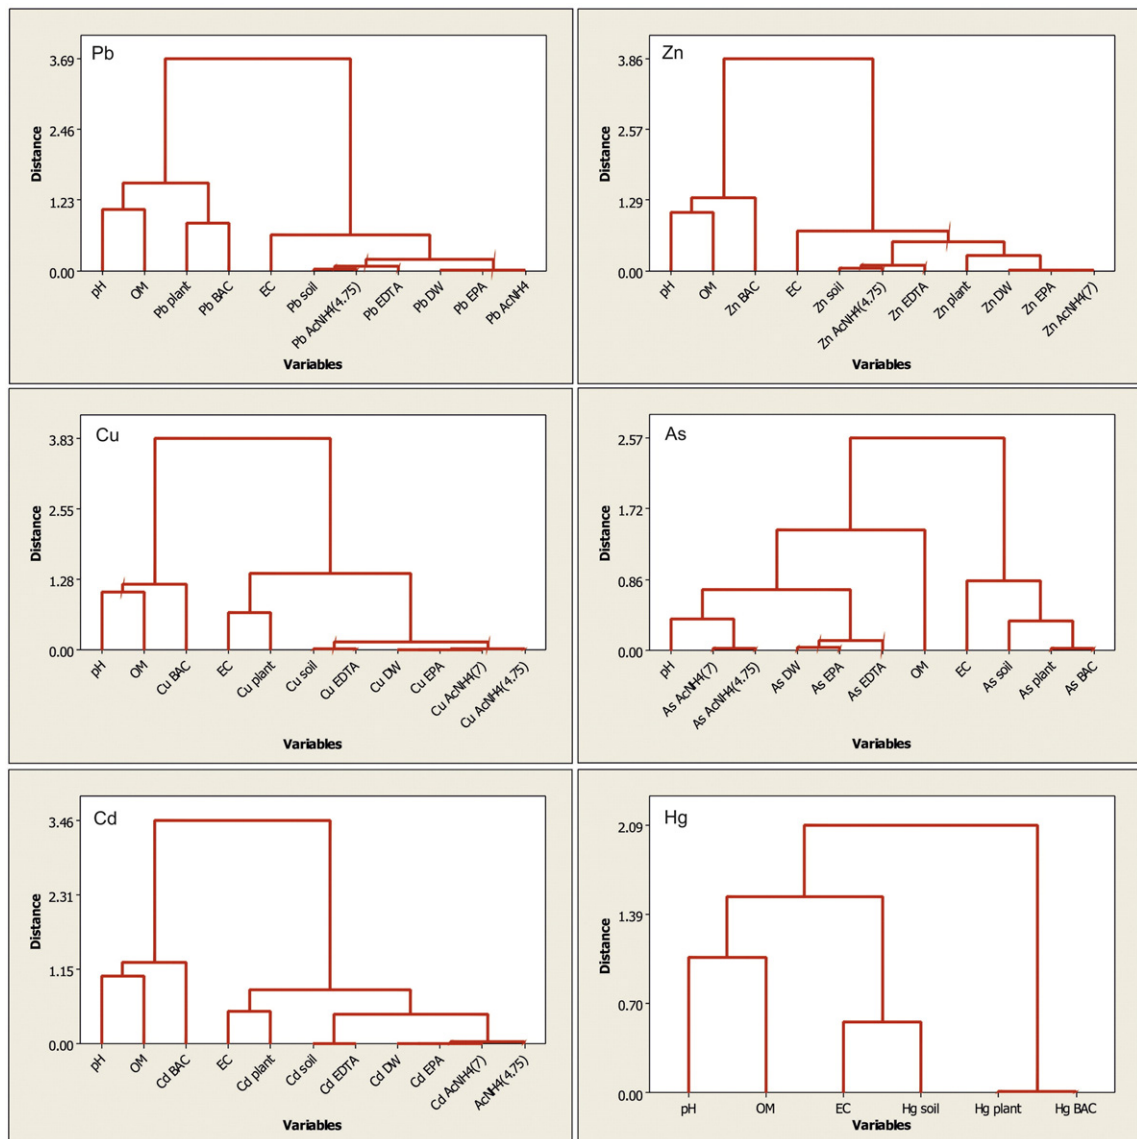 Pb
3.69
2.46
1.23
0.00
Distance
pH
OM
Pb plant
Pb BAC
EC
Pb soil
Pb AcNH4(4,75)
Pb EDTA
Pb DW
Pb EPA
Pb AcNH4
Variables
Zn
3.86
2.57
1.29
0.00
Distance
pH
OM
Zn BAC
EC
Zn soil
Zn AcNH4(4,75)
Zn EDTA
Zn plant
Zn DW
Zn EPA
Zn AcNH4(7)
Variables
Cu
3.83
2.55
1.28
0.00
Distance
pH
OM
Cu BAC
EC
Cu plant
Cu soil
Cu EDTA
Cu DW
Cu EPA
Cu AcNH4(7)
Cu AcNH4(4,75)
Variables
As
2.57
1.72
0.86
0.00
Distance
pH
As AcNH4(7)
As AcNH4(4,75)
As DW
As EPA
As EDTA
OM
EC
As soil
As plant
As BAC
Variables
Cd
3.46
2.31
1.15
0.00
Distance
pH
OM
Cd BAC
EC
Cd plant
Cd soil
Cd EDTA
Cd DW
Cd EPA
Cd AcNH4(7)
AcNH4(4,75)
Variables
Hg
2.09
1.39
0.70
0.00
Distance
pH
OM
EC
Hg soil
Hg plant
Hg BAC
Variables